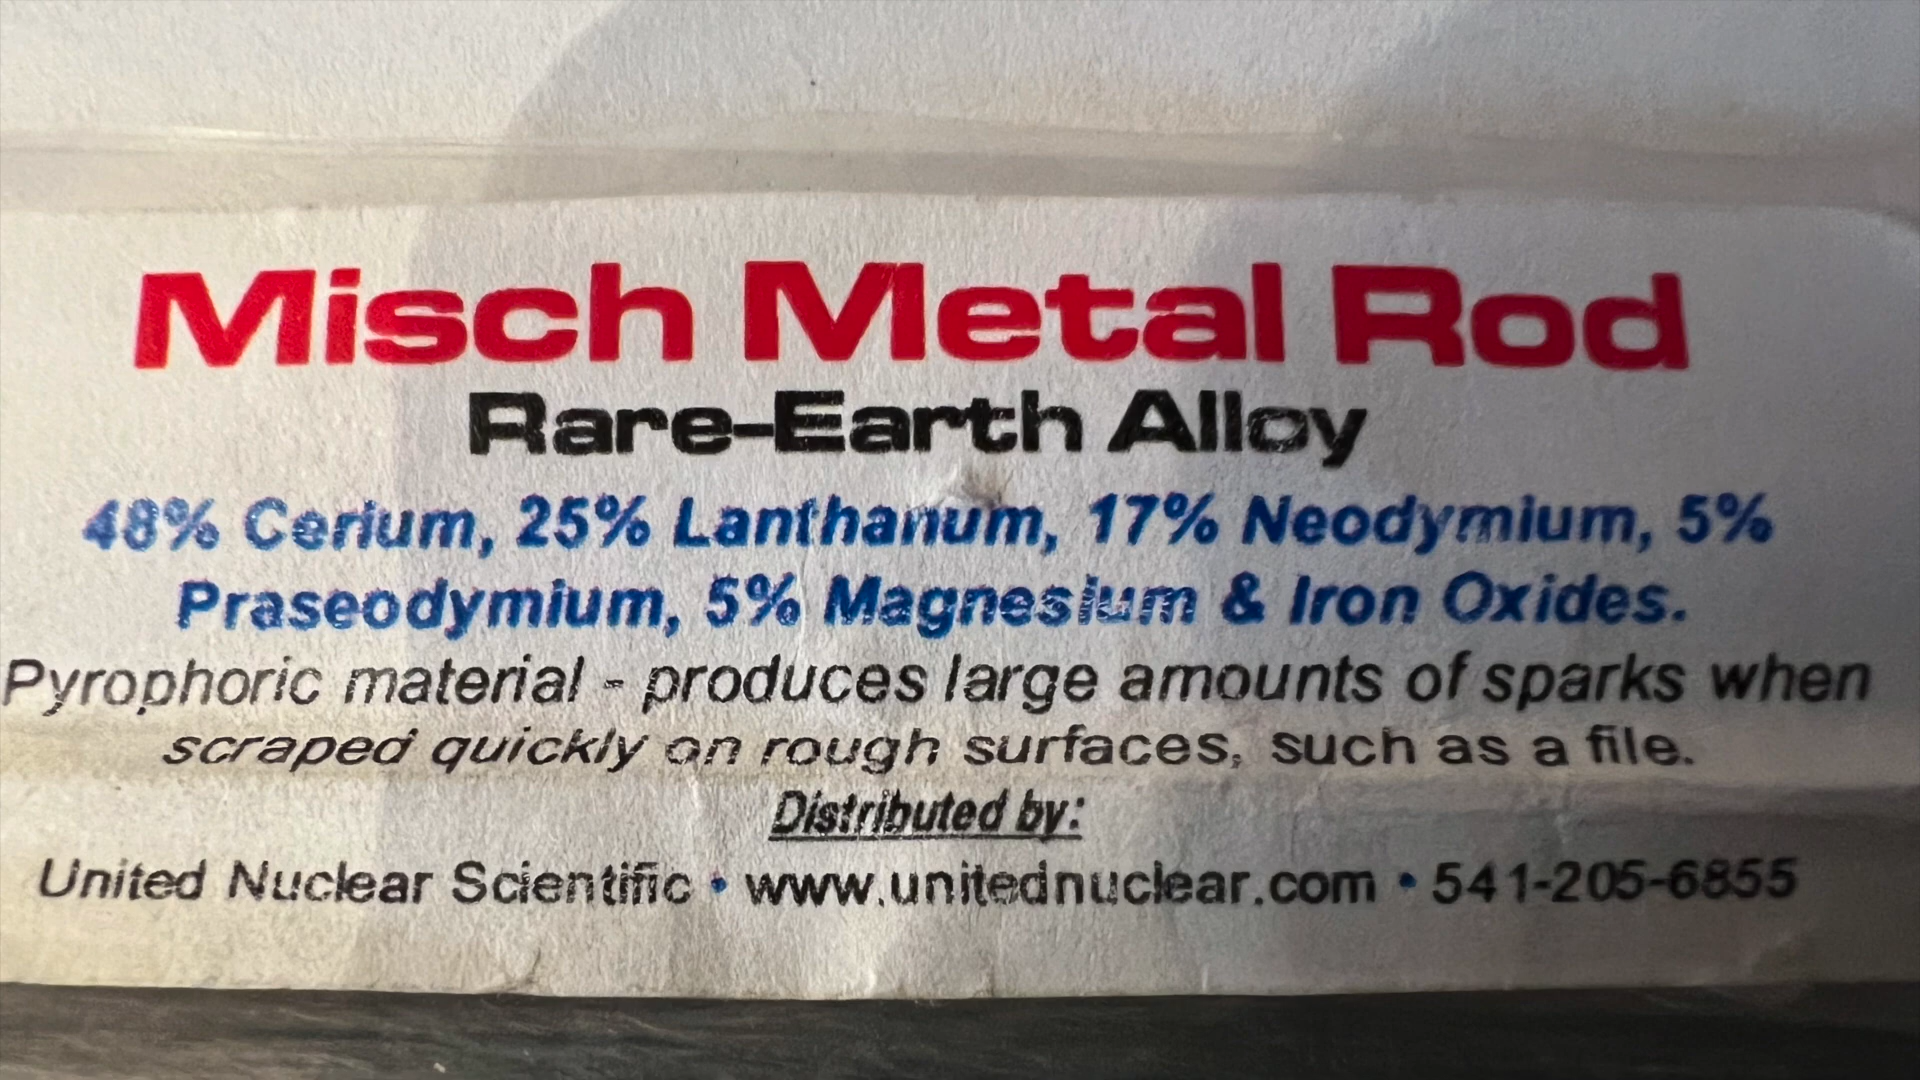 Misch Metal Rod
Rare-Earth Alloy
48% Cerium, 25% Lanthanum, 17% Neodymium, 5%
Praseodymium, 5% Magnesium & Iron Oxides.
Pyrophoric material - produces large amounts of sparks when
scraped quickly on rough surfaces, such as a file.
Distributed by:
United Nuclear Scientific • www.unitednuclear.com • 541-205-6855